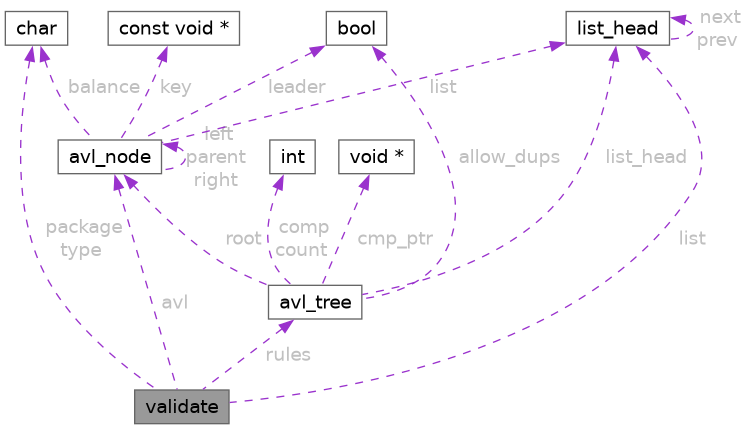 char
const void *
bool
list_head
next
prev
balance
key
leader
list
avl_node
left
parent
right
int
void *
allow_dups
list_head
package
type
root
comp
count
cmp_ptr
list
avl
avl_tree
rules
validate